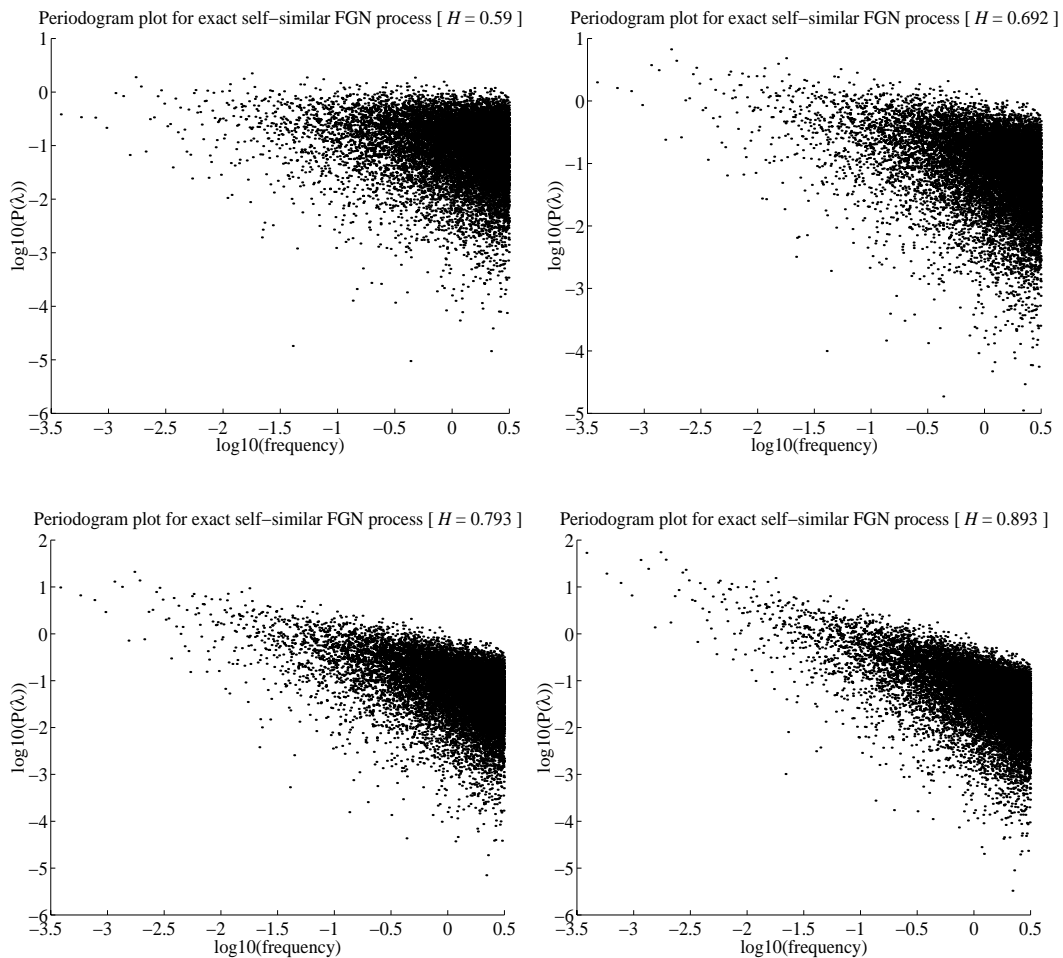 Periodogram plot for exact self−similar FGN process [ H = 0.59 ]
1
0
−1
−2
−3
−4
−5
−6
log10(P(λ))
−3.5 −3 −2.5 −2 −1.5 −1 −0.5 0 0.5
log10(frequency)
Periodogram plot for exact self−similar FGN process [ H = 0.692 ]
1
0
−1
−2
−3
−4
−5
log10(P(λ))
−3.5 −3 −2.5 −2 −1.5 −1 −0.5 0 0.5
log10(frequency)
Periodogram plot for exact self−similar FGN process [ H = 0.793 ]
2
1
0
−1
−2
−3
−4
−5
−6
log10(P(λ))
−3.5 −3 −2.5 −2 −1.5 −1 −0.5 0 0.5
log10(frequency)
Periodogram plot for exact self−similar FGN process [ H = 0.893 ]
2
1
0
−1
−2
−3
−4
−5
−6
log10(P(λ))
−3.5 −3 −2.5 −2 −1.5 −1 −0.5 0 0.5
log10(frequency)